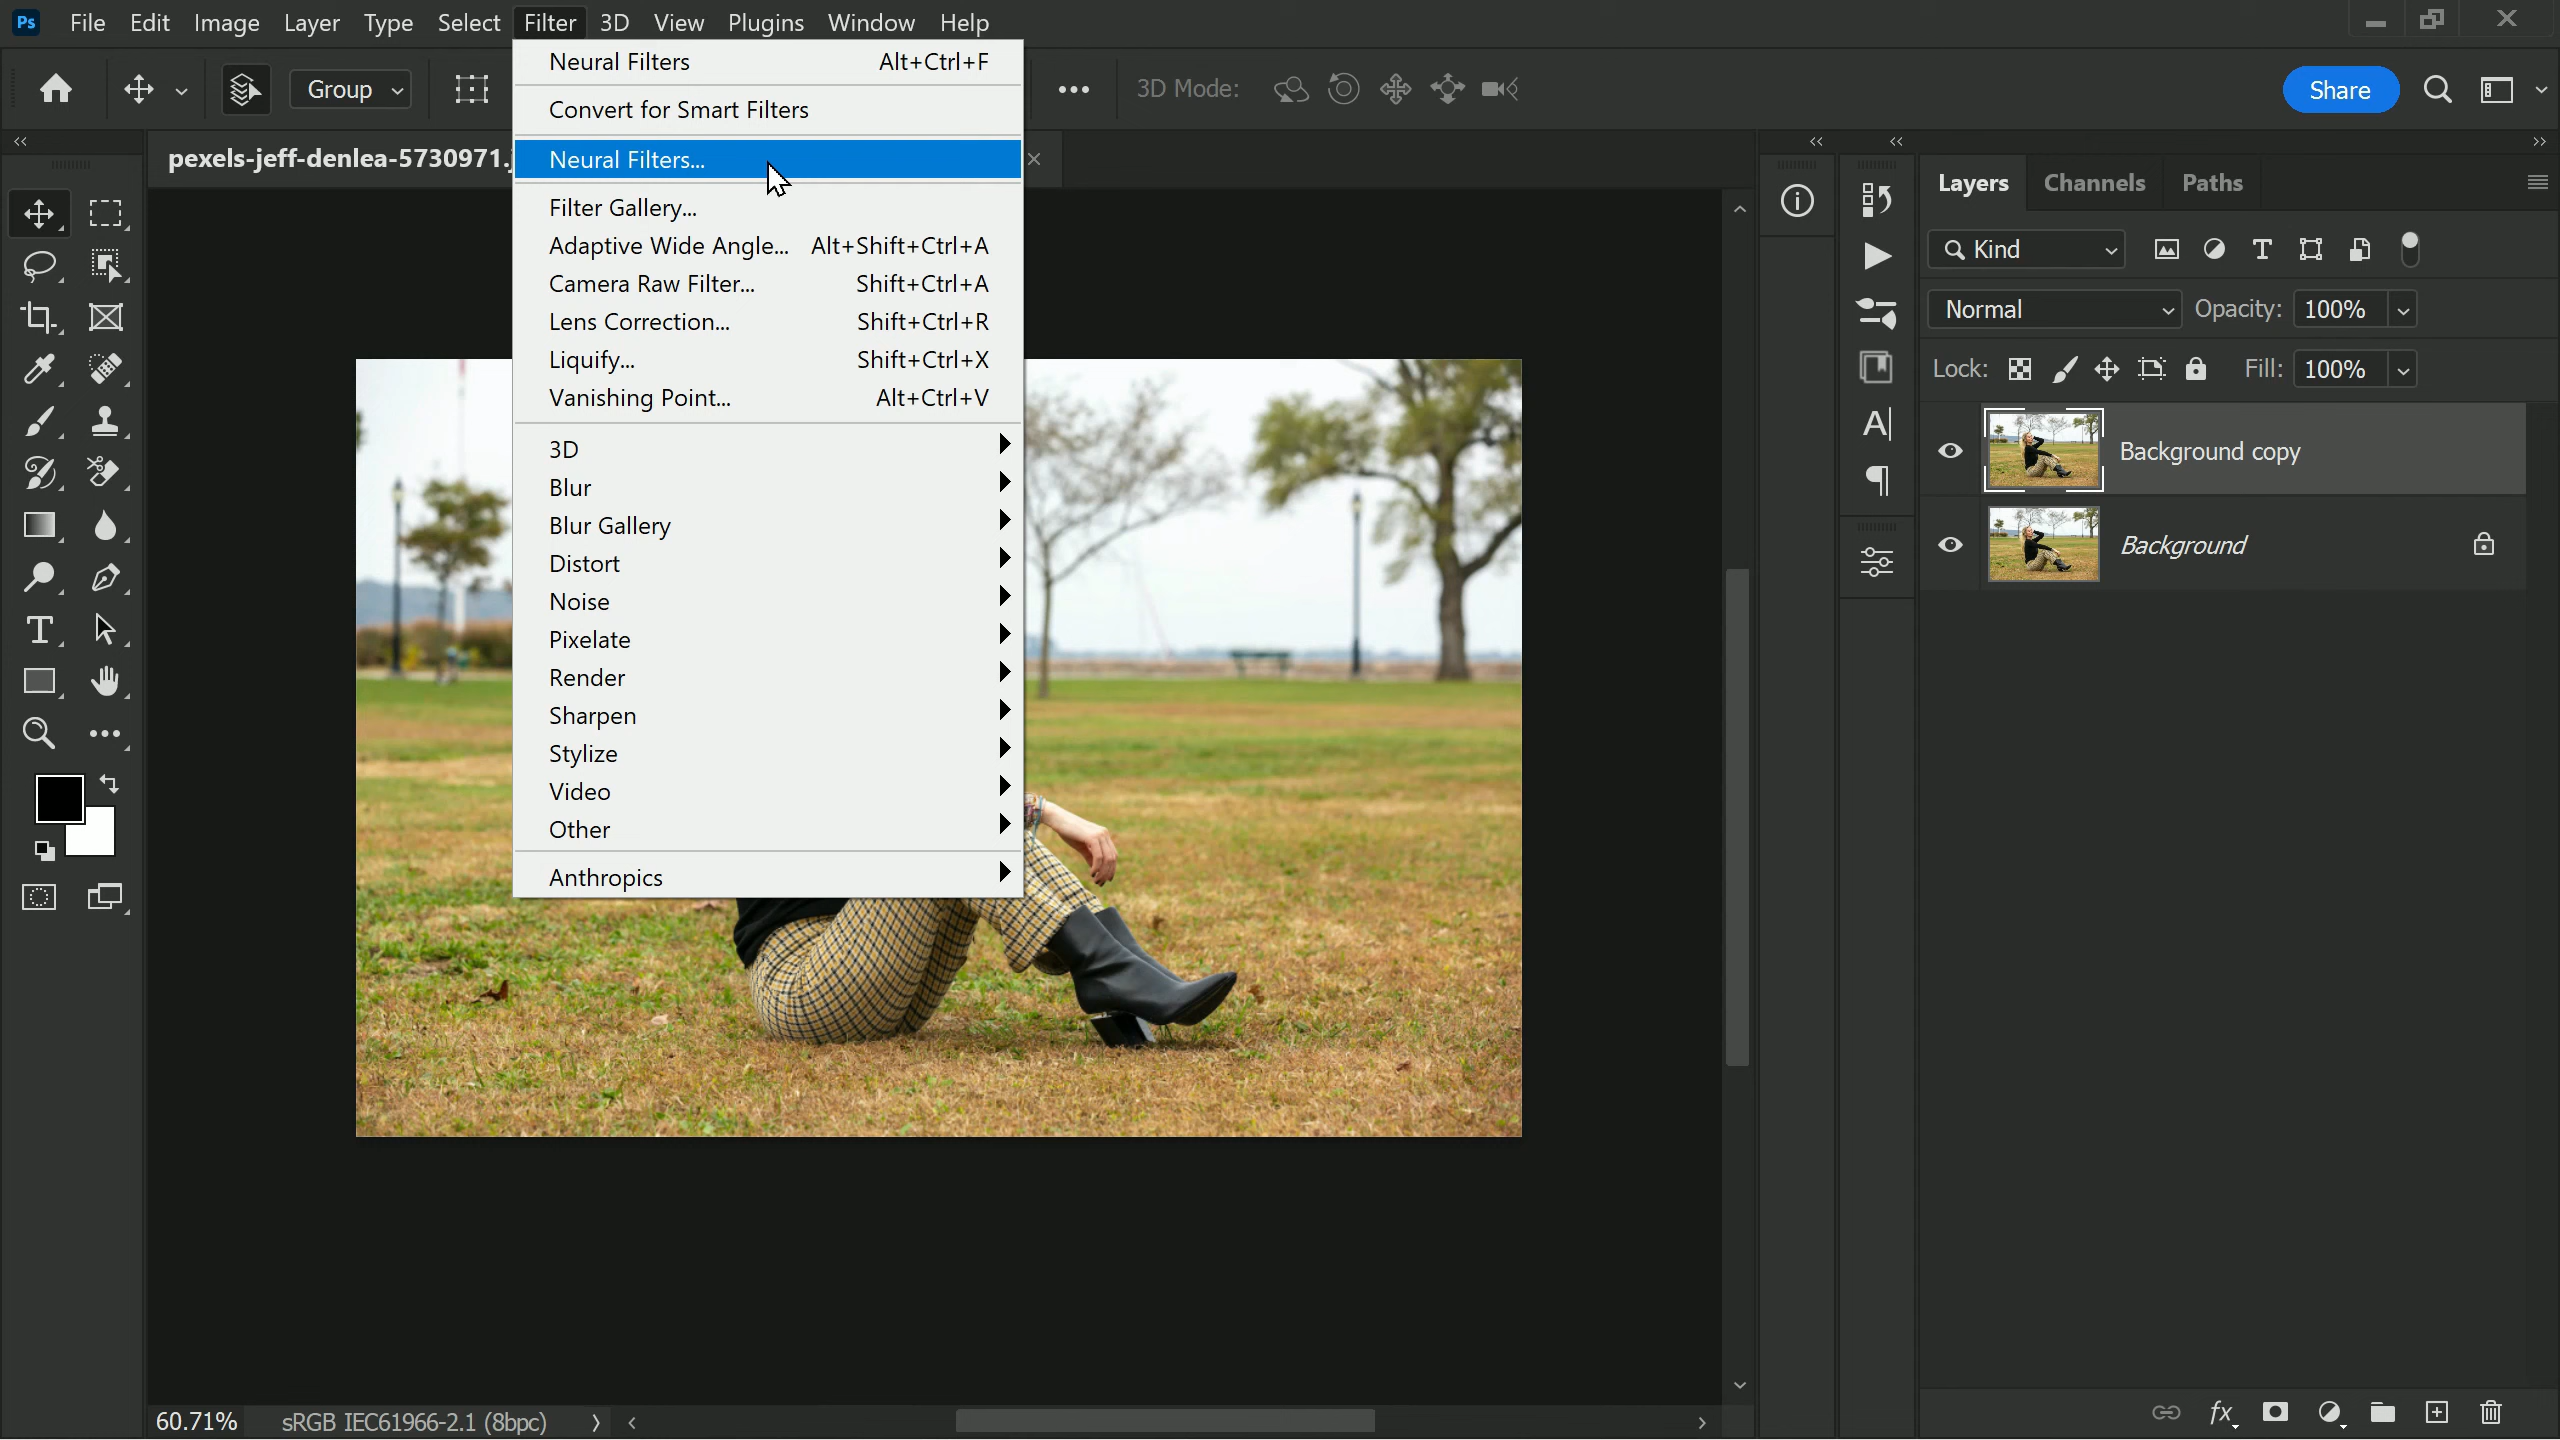 Ps File Edit Image Layer Type Select Filter 3D View Plugins Window Help
Group
3D Mode:
Share
pexels-jeff-denlea-5730971.j
Neural Filters Alt+Ctrl+F
Convert for Smart Filters
Neural Filters...
Filter Gallery...
Adaptive Wide Angle... Alt+Shift+Ctrl+A
Camera Raw Filter... Shift+Ctrl+A
Lens Correction... Shift+Ctrl+R
Liquify... Shift+Ctrl+X
Vanishing Point... Alt+Ctrl+V
3D
Blur
Blur Gallery
Distort
Noise
Pixelate
Render
Sharpen
Stylize
Video
Other
Anthropics
Layers Channels Paths
Kind
Normal Opacity: 100%
Lock: Fill: 100%
Background copy
Background
60.71% sRGB IEC61966-2.1 (8bpc)
fx